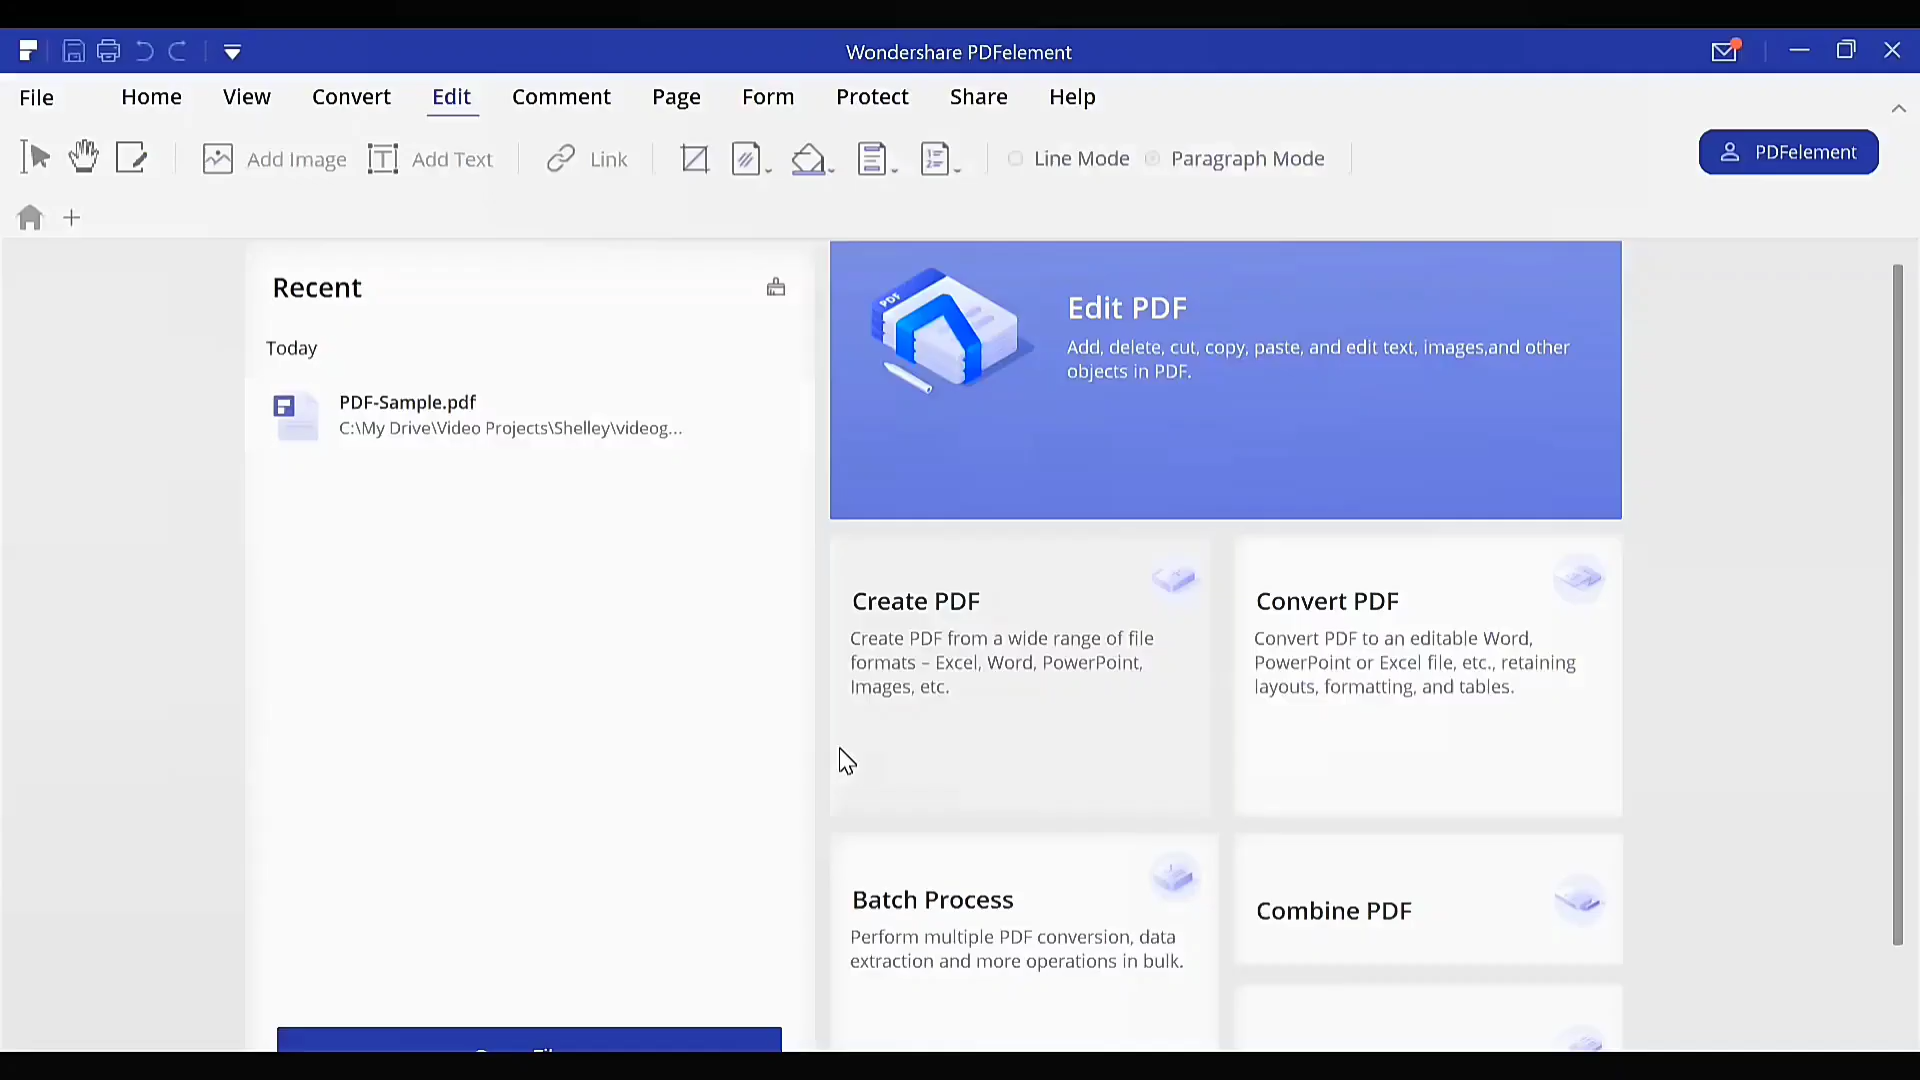 Wondershare PDFelement
File Home View Convert Edit Comment Page Form Protect Share Help
Add Image Add Text Link Line Mode Paragraph Mode PDFelement
Recent
Today
PDF-Sample.pdf
C:\My Drive\Video Projects\Shelley\videog...
Edit PDF
Add, delete, cut, copy, paste, and edit text, images,and other
objects in PDF.
Create PDF
Create PDF from a wide range of file
formats – Excel, Word, PowerPoint,
Images, etc.
Convert PDF
Convert PDF to an editable Word,
PowerPoint or Excel file, etc., retaining
layouts, formatting, and tables.
Batch Process
Perform multiple PDF conversion, data
extraction and more operations in bulk.
Combine PDF